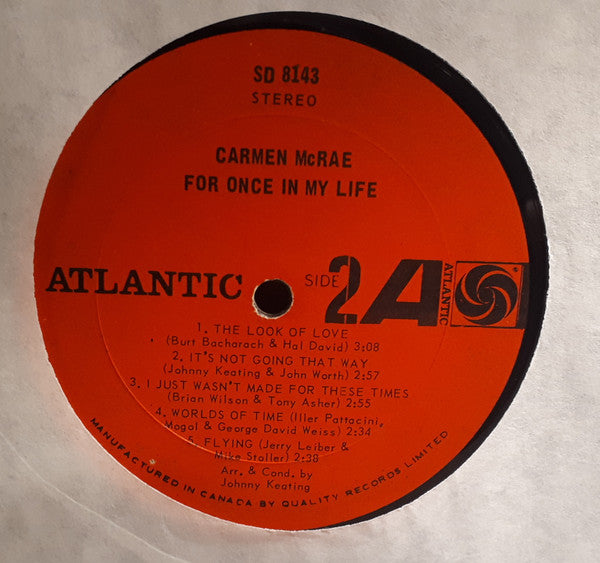 SD 8143
STEREO
CARMEN McRAE
FOR ONCE IN MY LIFE
ATLANTIC
SIDE 2
A
ATLANTIC
1. THE LOOK OF LOVE
(Burt Bacharach & Hal David) 3:08
2. IT'S NOT GOING THAT WAY
(Johnny Keating & John Worth) 2:57
3. I JUST WASN'T MADE FOR THESE TIMES
(Brian Wilson & Tony Asher) 2:55
4. WORLDS OF TIME (Iller Pattacini,
Mogol & George David Weiss) 2:34
5. FLYING (Jerry Leiber &
Mike Stoller) 2:38
Arr. & Cond. by
Johnny Keating
MANUFACTURED IN CANADA BY QUALITY RECORDS LIMITED